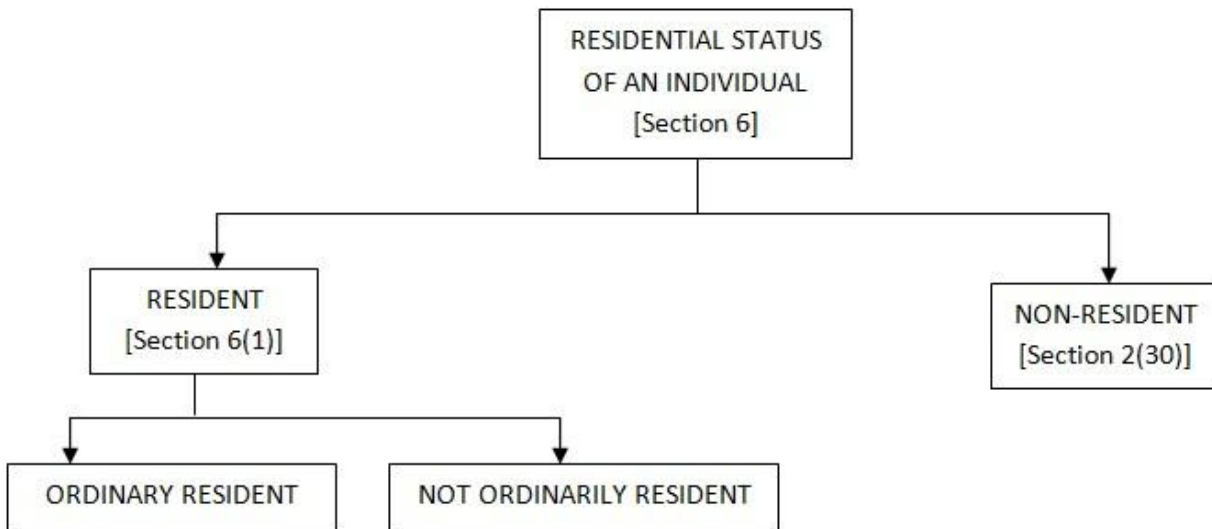 RESIDENTIAL STATUS
OF AN INDIVIDUAL
[Section 6]
RESIDENT
[Section 6(1)]
NON-RESIDENT
[Section 2(30)]
ORDINARY RESIDENT
NOT ORDINARILY RESIDENT